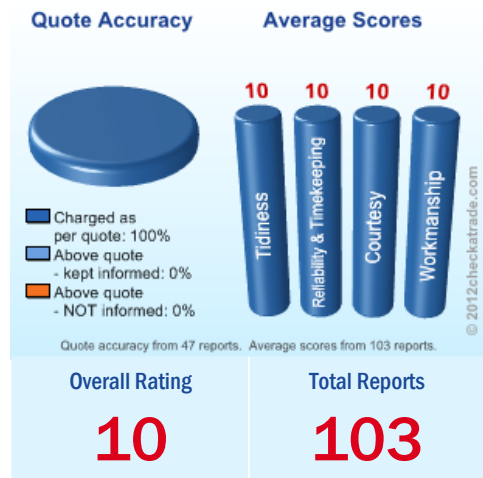 Quote Accuracy
Average Scores
10 10 10 10
Tidiness
Reliability & Timekeeping
Courtesy
Workmanship
Charged as
per quote: 100%
Above quote
- kept informed: 0%
Above quote
- NOT informed: 0%
© 2012checkatrade.com
Quote accuracy from 47 reports. Average scores from 103 reports.
Overall Rating
10
Total Reports
103